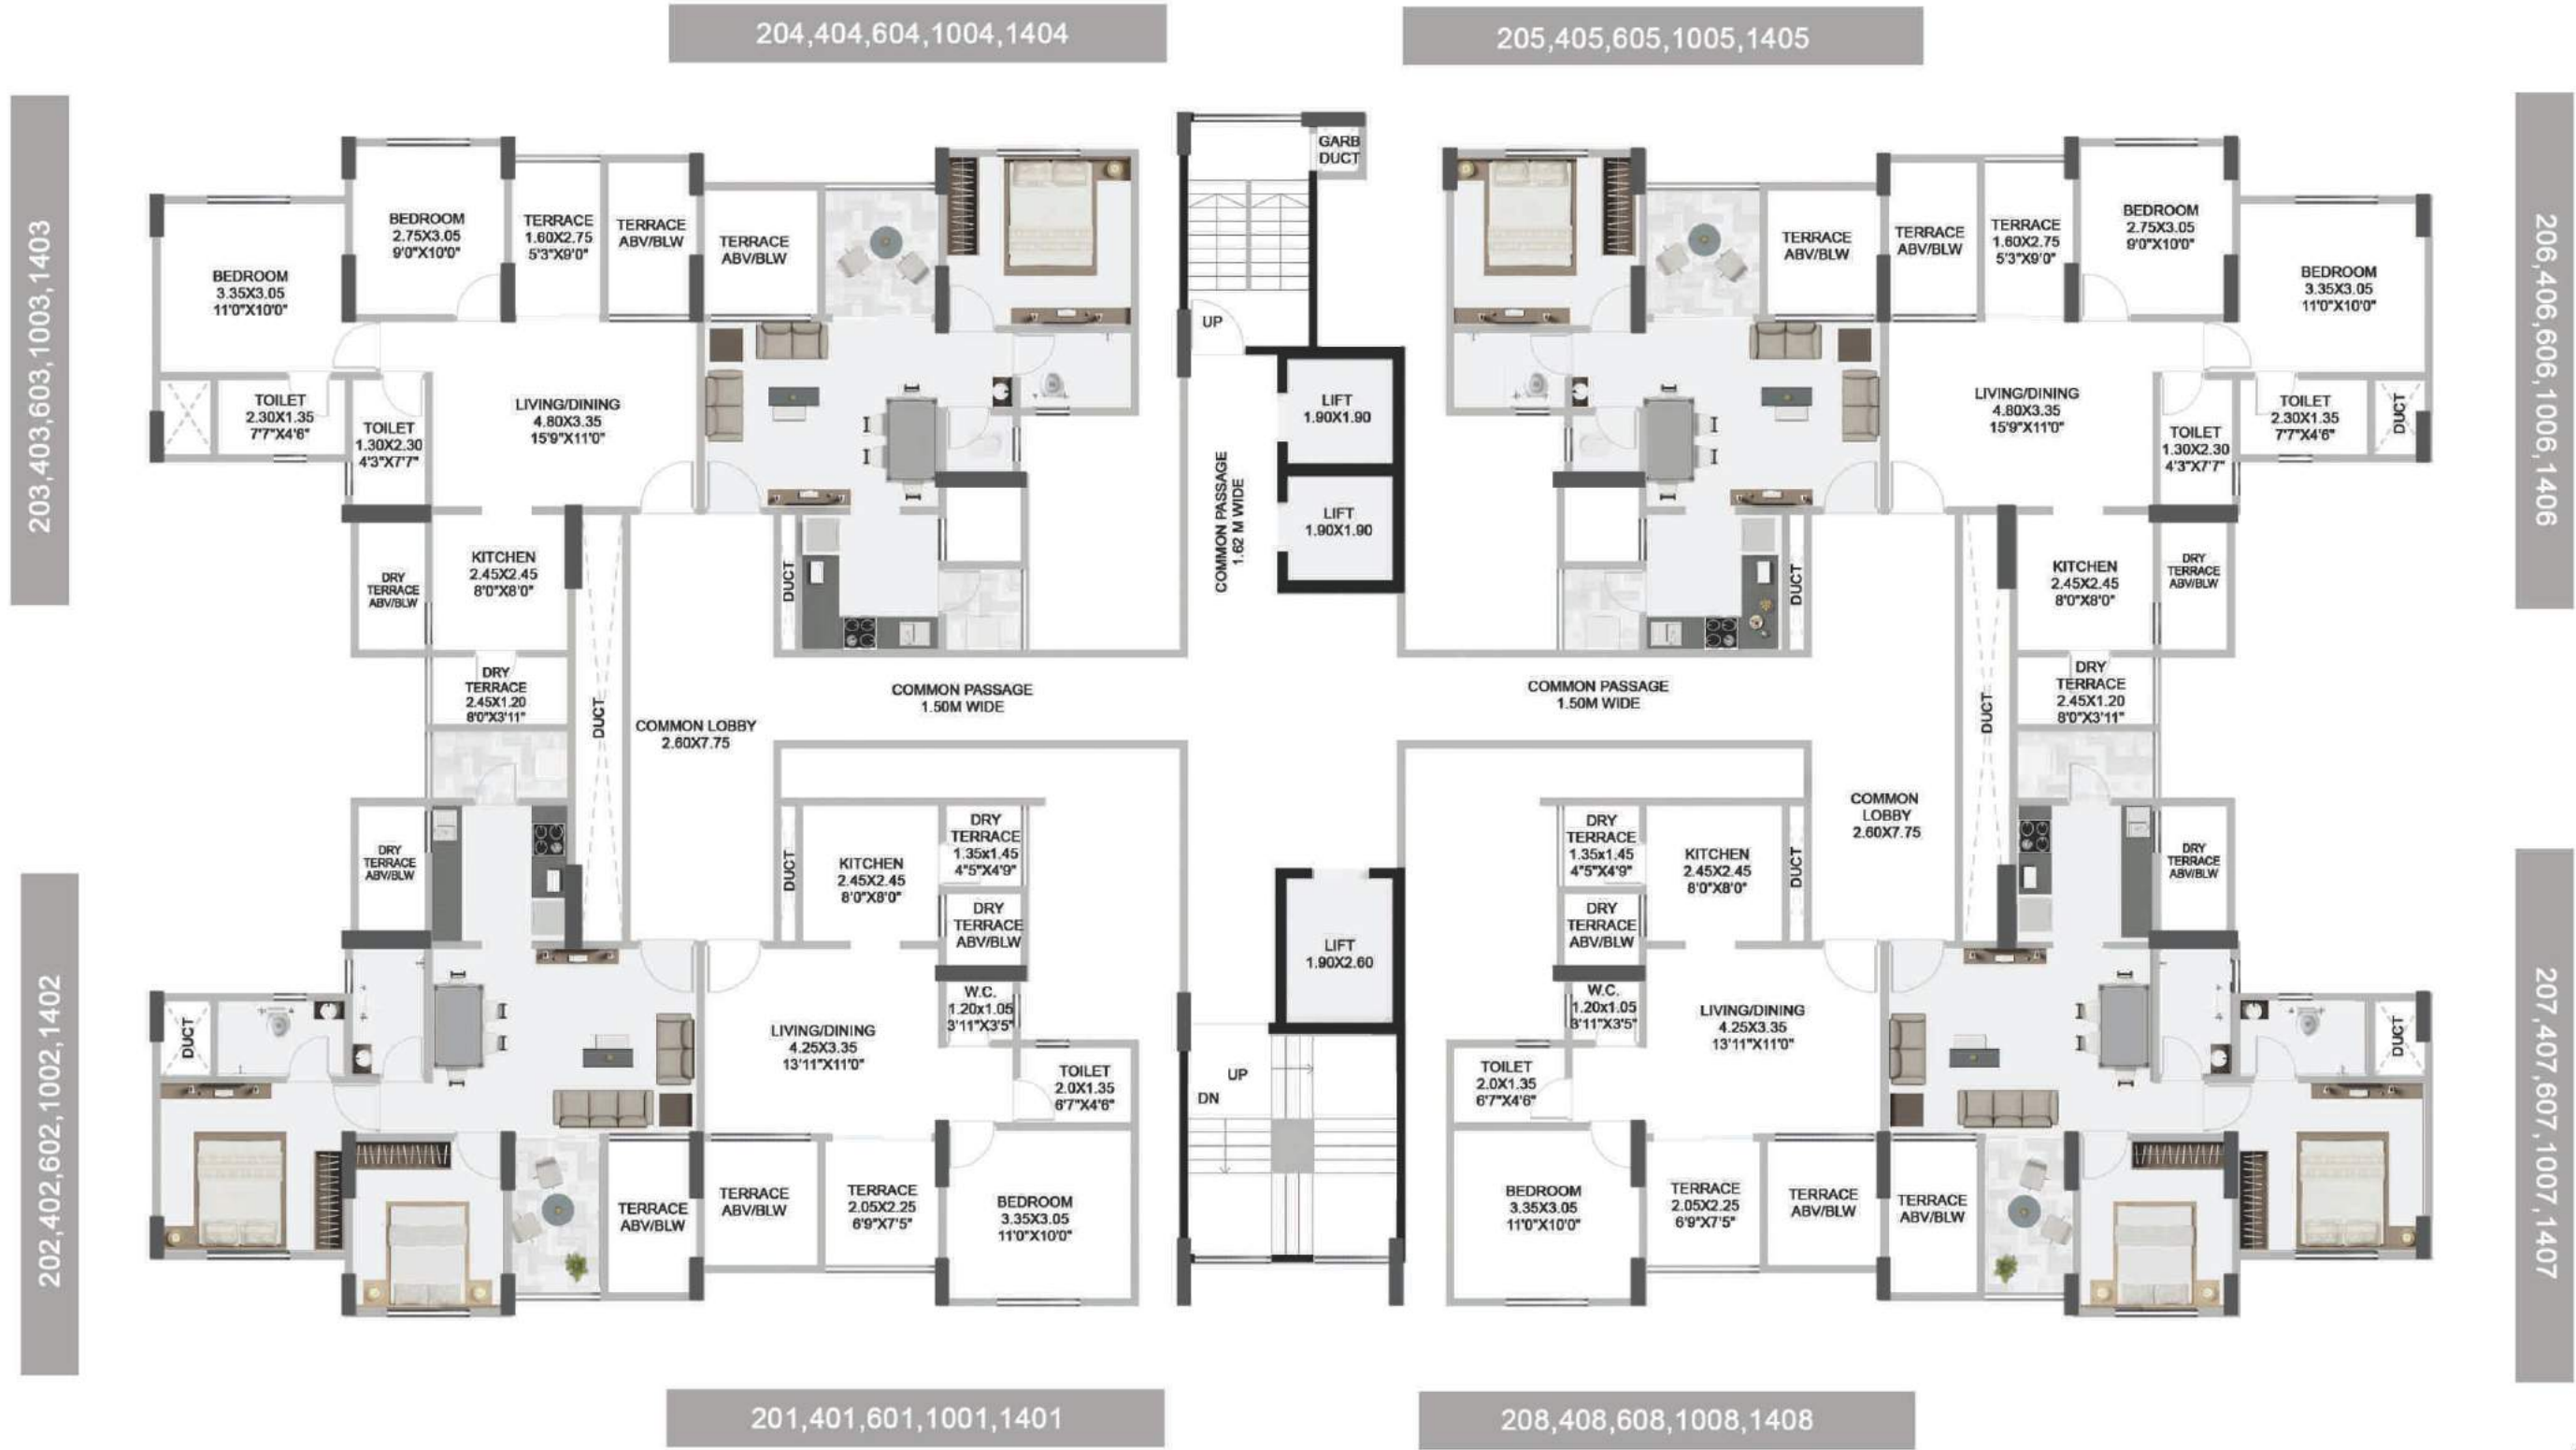 204,404,604,1004,1404
205,405,605,1005,1405
203,403,603,1003,1403
206,406,606,1006,1406
GARB
DUCT
BEDROOM
2.75X3.05
9'0"X10'0"
TERRACE
1.60X2.75
5'3"X9'0"
TERRACE
ABV/BLW
TERRACE
ABV/BLW
BEDROOM
3.35X3.05
11'0"X10'0"
UP
TERRACE
ABV/BLW
TERRACE
ABV/BLW
TERRACE
1.60X2.75
5'3"X9'0"
BEDROOM
2.75X3.05
9'0"X10'0"
BEDROOM
3.35X3.05
11'0"X10'0"
TOILET
2.30X1.35
7'7"X4'6"
TOILET
1.30X2.30
4'3"X7'7"
LIVING/DINING
4.80X3.35
15'9"X11'0"
LIFT
1.90X1.90
LIFT
1.90X1.90
COMMON PASSAGE
1.62 M WIDE
LIVING/DINING
4.80X3.35
15'9"X11'0"
TOILET
1.30X2.30
4'3"X7'7"
TOILET
2.30X1.35
7'7"X4'6"
DUCT
DRY
TERRACE
ABV/BLW
KITCHEN
2.45X2.45
8'0"X8'0"
DUCT
DUCT
KITCHEN
2.45X2.45
8'0"X8'0"
DRY
TERRACE
ABV/BLW
DRY
TERRACE
2.45X1.20
8'0"X3'11"
DUCT
COMMON LOBBY
2.60X7.75
COMMON PASSAGE
1.50M WIDE
COMMON PASSAGE
1.50M WIDE
DUCT
DRY
TERRACE
2.45X1.20
8'0"X3'11"
COMMON
LOBBY
2.60X7.75
DRY
TERRACE
ABV/BLW
DUCT
KITCHEN
2.45X2.45
8'0"X8'0"
DRY
TERRACE
1.35x1.45
4"5"X4'9"
DRY
TERRACE
ABV/BLW
LIFT
1.90X2.60
DRY
TERRACE
1.35x1.45
4"5"X4'9"
DRY
TERRACE
ABV/BLW
KITCHEN
2.45X2.45
8'0"X8'0"
DUCT
DRY
TERRACE
ABV/BLW
202,402,602,1002,1402
207,407,607,1007,1407
DUCT
LIVING/DINING
4.25X3.35
13'11"X11'0"
W.C.
1.20x1.05
3'11"X3'5"
TOILET
2.0X1.35
6'7"X4'6"
UP
DN
W.C.
1.20x1.05
3'11"X3'5"
TOILET
2.0X1.35
6'7"X4'6"
LIVING/DINING
4.25X3.35
13'11"X11'0"
DUCT
TERRACE
ABV/BLW
TERRACE
ABV/BLW
TERRACE
2.05X2.25
6'9"X7'5"
BEDROOM
3.35X3.05
11'0"X10'0"
BEDROOM
3.35X3.05
11'0"X10'0"
TERRACE
2.05X2.25
6'9"X7'5"
TERRACE
ABV/BLW
TERRACE
ABV/BLW
201,401,601,1001,1401
208,408,608,1008,1408